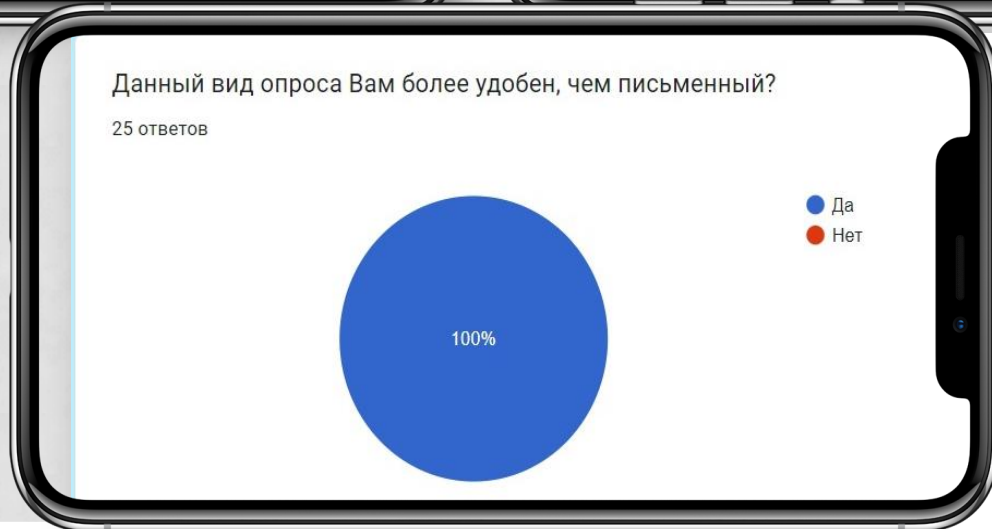 Данный вид опроса Вам более удобен, чем письменный?
25 ответов
Да
Нет
100%